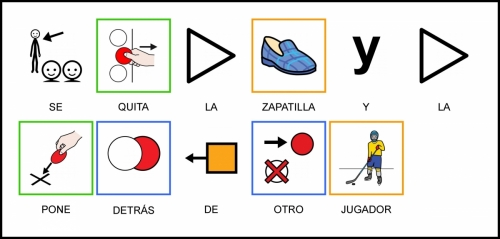 y
SE QUITA LA ZAPATILLA Y LA
PONE DETRÁS DE OTRO JUGADOR